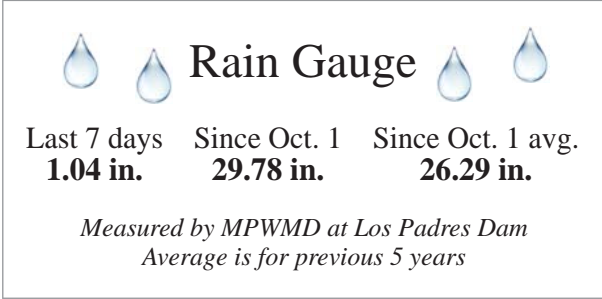 Rain Gauge
Last 7 days Since Oct. 1 Since Oct. 1 avg.
1.04 in. 29.78 in. 26.29 in.
Measured by MPWMD at Los Padres Dam
Average is for previous 5 years